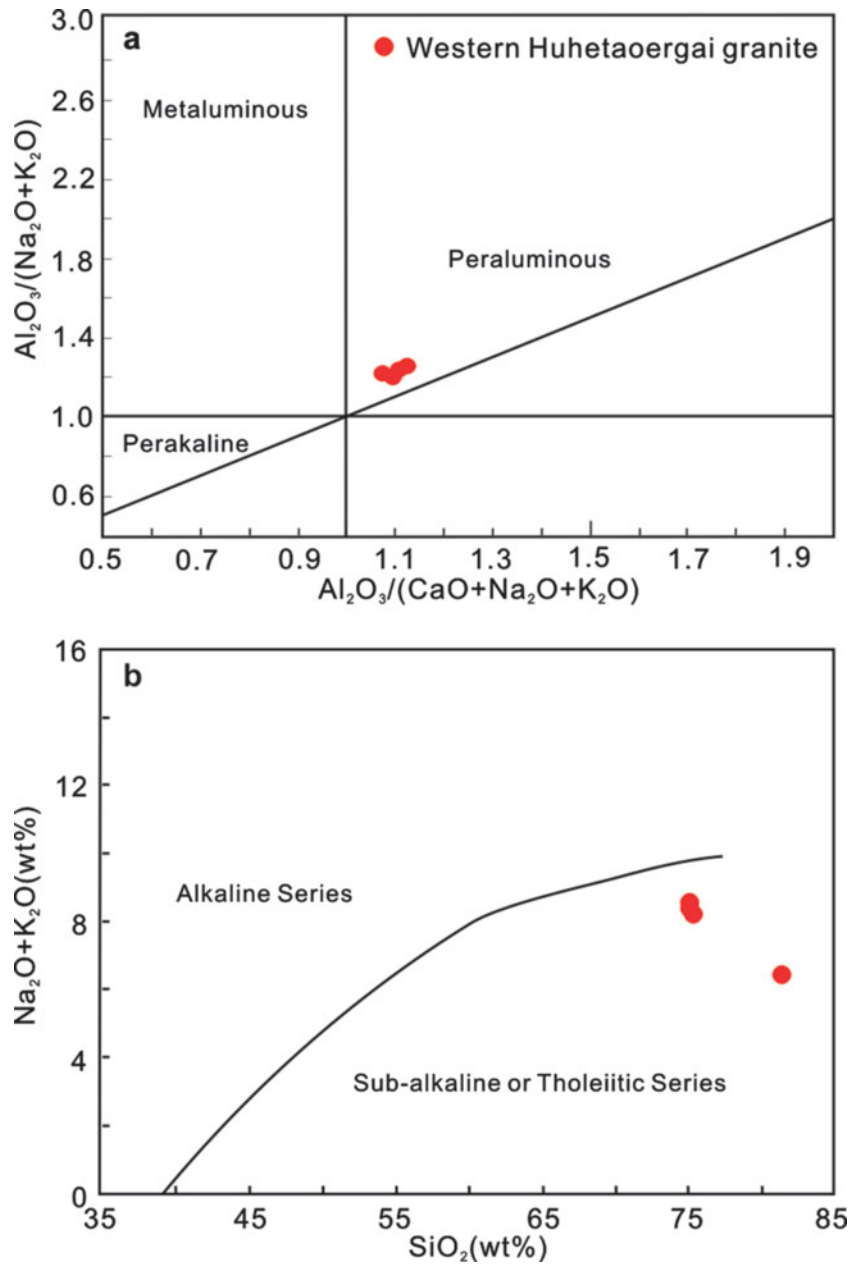 a
Western Huhetaoergai granite
Metaluminous
Peraluminous
Perakaline
3.0
2.6
2.2
1.8
1.4
1.0
0.6
Al₂O₃/(Na₂O+K₂O)
0.5 0.7 0.9 1.1 1.3 1.5 1.7 1.9
Al₂O₃/(CaO+Na₂O+K₂O)
b
Alkaline Series
Sub-alkaline or Tholeiitic Series
16
12
8
4
0
Na₂O+K₂O(wt%)
35 45 55 65 75 85
SiO₂(wt%)